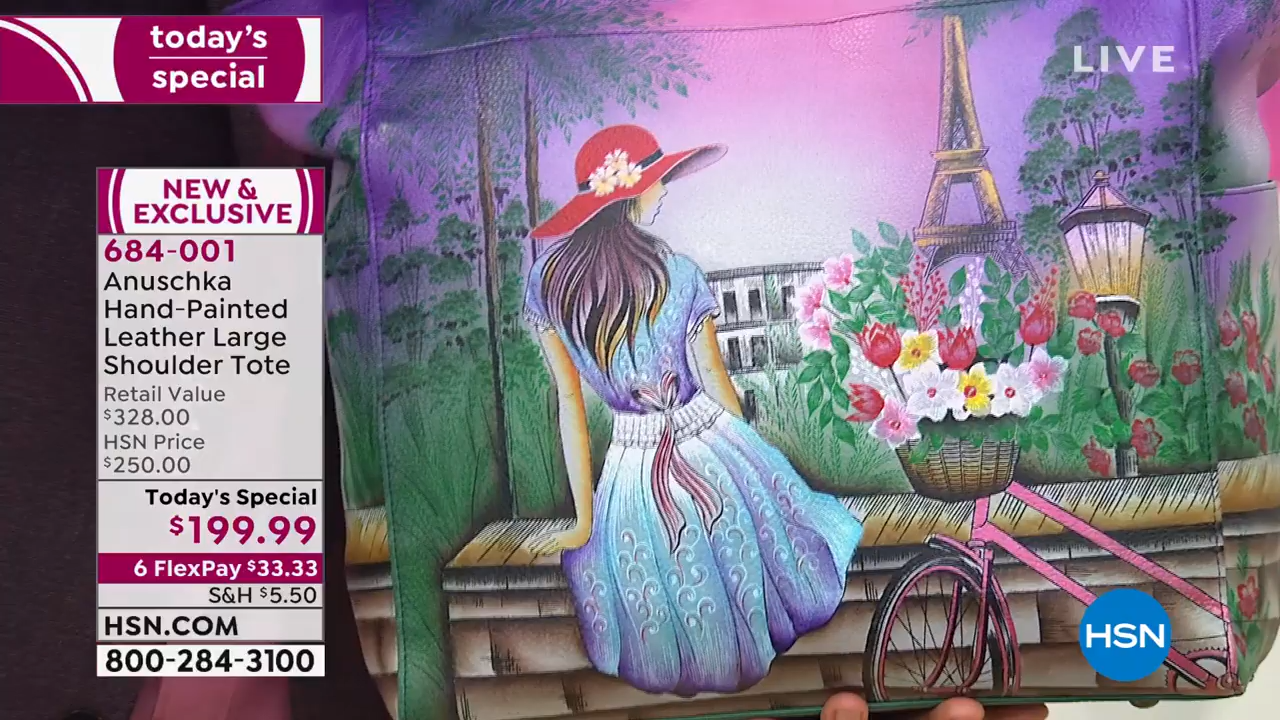 today's
special
LIVE
NEW &
EXCLUSIVE
684-001
Anuschka
Hand-Painted
Leather Large
Shoulder Tote
Retail Value
$328.00
HSN Price
$250.00
Today's Special
$199.99
6 FlexPay $33.33
S&H $5.50
HSN.COM
800-284-3100
HSN